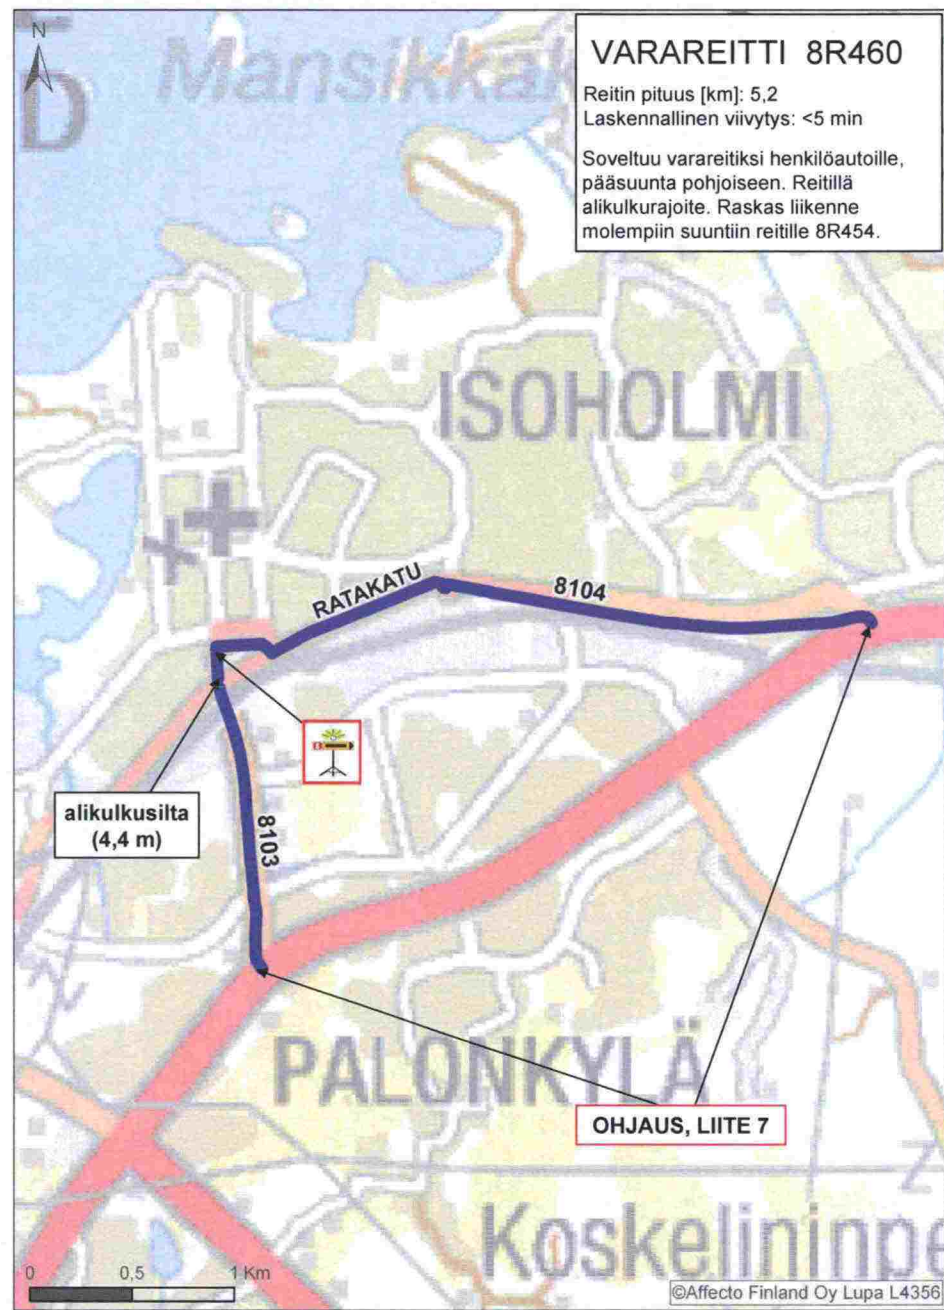 N
D
Mansikkak
VARAREITTI 8R460
Reitin pituus [km]: 5,2
Laskennallinen viivytys: <5 min
Soveltuu varareitiksi henkilöautoille,
pääsuunta pohjoiseen. Reitillä
alikulkurajoite. Raskas liikenne
molempiin suuntiin reitille 8R454.
ISOHOLMI
RATAKATU
8104
alikulkusilta
(4,4 m)
8103
PALONKYLÄ
OHJAUS, LIITE 7
Koskelininpe
0 0,5 1 Km
©Affecto Finland Oy Lupa L4356